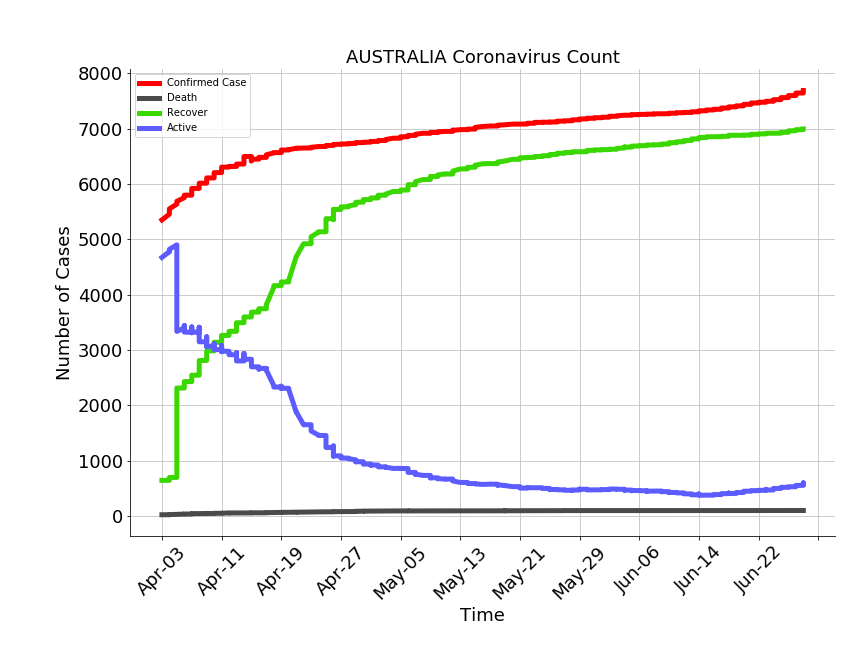 AUSTRALIA Coronavirus Count
8000
7000
6000
5000
4000
3000
2000
1000
0
Number of Cases
Confirmed Case
Death
Recover
Active
Apr-03
Apr-11
Apr-19
Apr-27
May-05
May-13
May-21
May-29
Jun-06
Jun-14
Jun-22
Time